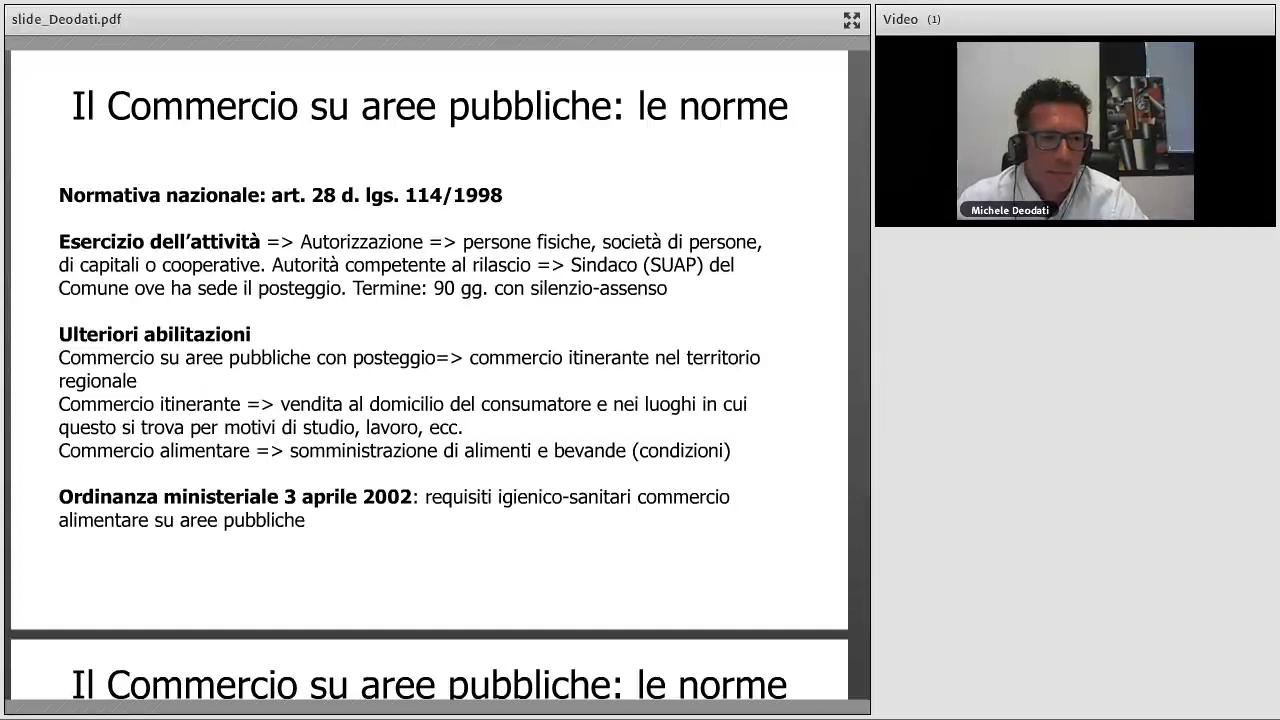 slide_Deodati.pdf
Video (1)
Il Commercio su aree pubbliche: le norme
Normativa nazionale: art. 28 d. lgs. 114/1998
Esercizio dell’attività => Autorizzazione => persone fisiche, società di persone,
di capitali o cooperative. Autorità competente al rilascio => Sindaco (SUAP) del
Comune ove ha sede il posteggio. Termine: 90 gg. con silenzio-assenso
Ulteriori abilitazioni
Commercio su aree pubbliche con posteggio=> commercio itinerante nel territorio
regionale
Commercio itinerante => vendita al domicilio del consumatore e nei luoghi in cui
questo si trova per motivi di studio, lavoro, ecc.
Commercio alimentare => somministrazione di alimenti e bevande (condizioni)
Ordinanza ministeriale 3 aprile 2002: requisiti igienico-sanitari commercio
alimentare su aree pubbliche
Il Commercio su aree pubbliche: le norme
Michele Deodati